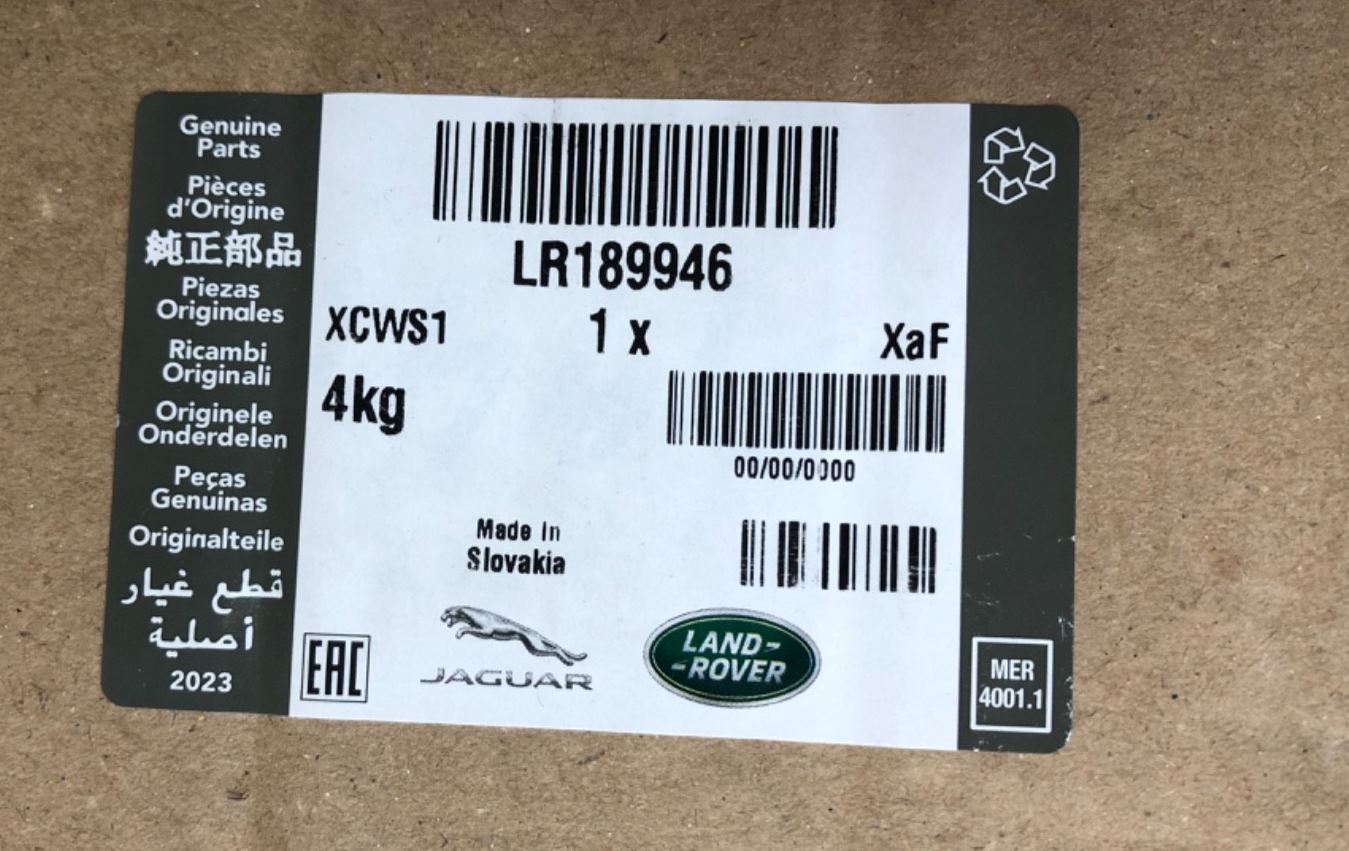 Genuine
Parts
Pièces
d'Origine
純正部品
Piezas
Originales
Ricambi
Originali
Originele
Onderdelen
Peças
Genuinas
Originalteile
قطع غيار
أصلية
2023
LR189946
XCWS1 1 x XaF
4kg
00/00/0000
Made in
Slovakia
EAC
JAGUAR
LAND-
-ROVER
MER
4001.1